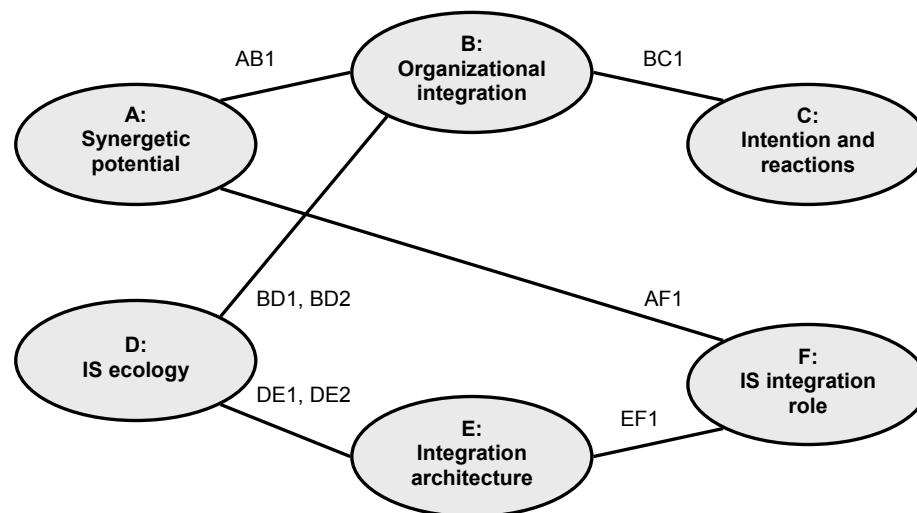 AB1
B:
Organizational
integration
BC1
A:
Synergetic
potential
C:
Intention and
reactions
BD1, BD2
AF1
D:
IS ecology
F:
IS integration
role
DE1, DE2
E:
Integration
architecture
EF1